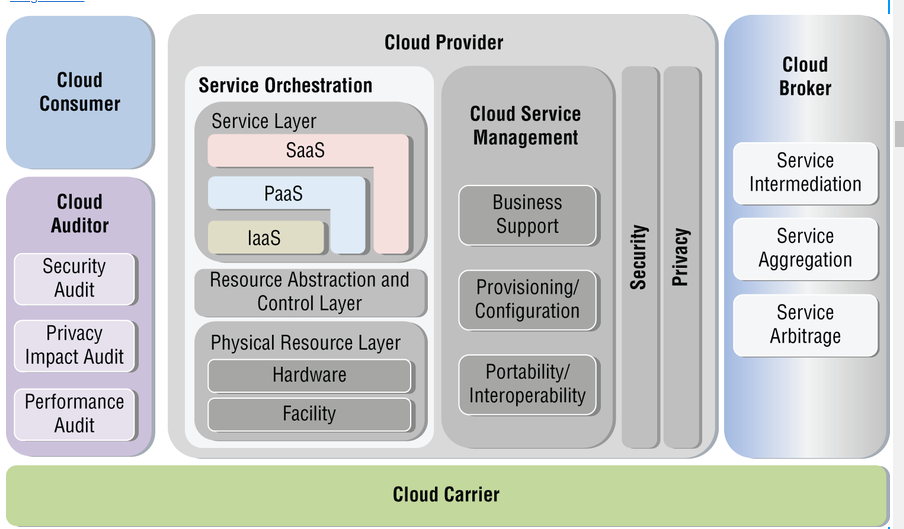 Cloud
Consumer
Cloud
Auditor
Security
Audit
Privacy
Impact Audit
Performance
Audit
Cloud Provider
Service Orchestration
Service Layer
SaaS
PaaS
IaaS
Resource Abstraction and
Control Layer
Physical Resource Layer
Hardware
Facility
Cloud Service
Management
Business
Support
Provisioning/
Configuration
Portability/
Interoperability
Security
Privacy
Cloud
Broker
Service
Intermediation
Service
Aggregation
Service
Arbitrage
Cloud Carrier